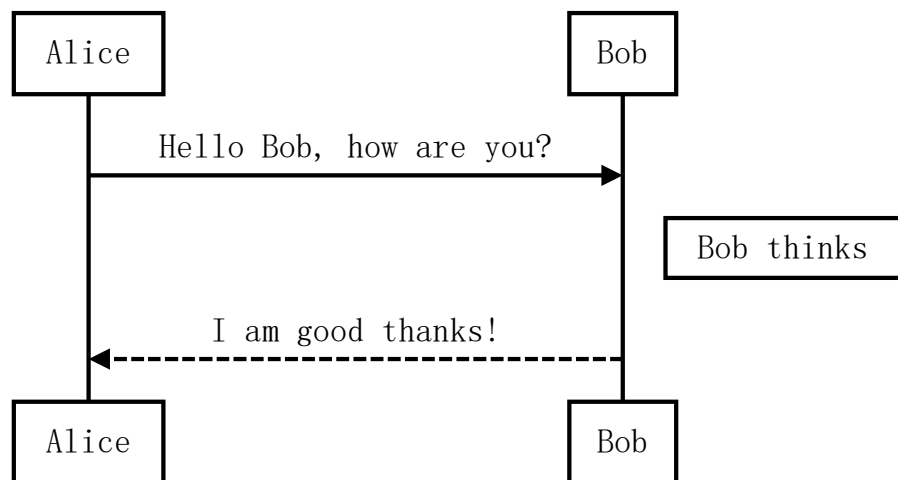 Alice
Bob
Hello Bob, how are you?
Bob thinks
I am good thanks!
Alice
Bob